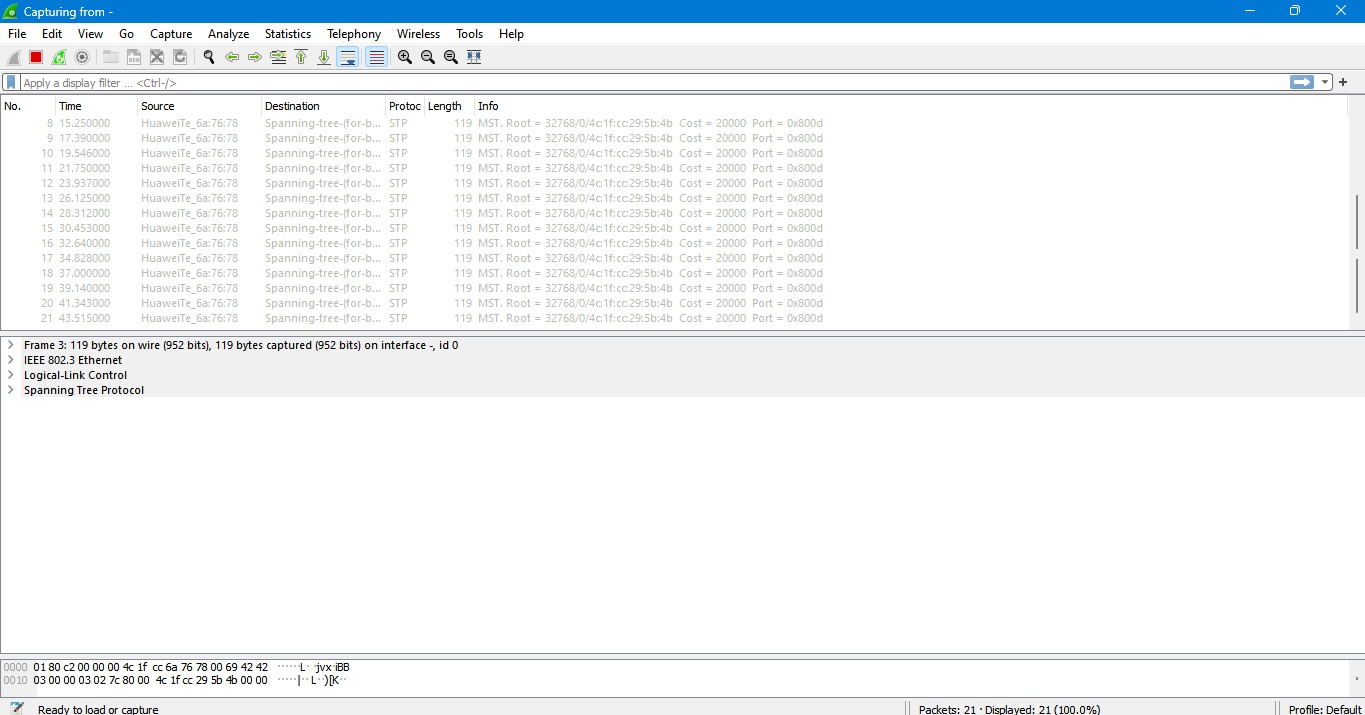 Capturing from -
File Edit View Go Capture Analyze Statistics Telephony Wireless Tools Help
Apply a display filter ... <Ctrl-/>
No. Time Source Destination Protoc Length Info
8 15.250000 HuaweiTe_6a:76:78 Spanning-tree-(for-b... STP 119 MST. Root = 32768/0/4c:1f:cc:29:5b:4b Cost = 20000 Port = 0x800d
9 17.390000 HuaweiTe_6a:76:78 Spanning-tree-(for-b... STP 119 MST. Root = 32768/0/4c:1f:cc:29:5b:4b Cost = 20000 Port = 0x800d
10 19.546000 HuaweiTe_6a:76:78 Spanning-tree-(for-b... STP 119 MST. Root = 32768/0/4c:1f:cc:29:5b:4b Cost = 20000 Port = 0x800d
11 21.750000 HuaweiTe_6a:76:78 Spanning-tree-(for-b... STP 119 MST. Root = 32768/0/4c:1f:cc:29:5b:4b Cost = 20000 Port = 0x800d
12 23.937000 HuaweiTe_6a:76:78 Spanning-tree-(for-b... STP 119 MST. Root = 32768/0/4c:1f:cc:29:5b:4b Cost = 20000 Port = 0x800d
13 26.125000 HuaweiTe_6a:76:78 Spanning-tree-(for-b... STP 119 MST. Root = 32768/0/4c:1f:cc:29:5b:4b Cost = 20000 Port = 0x800d
14 28.312000 HuaweiTe_6a:76:78 Spanning-tree-(for-b... STP 119 MST. Root = 32768/0/4c:1f:cc:29:5b:4b Cost = 20000 Port = 0x800d
15 30.453000 HuaweiTe_6a:76:78 Spanning-tree-(for-b... STP 119 MST. Root = 32768/0/4c:1f:cc:29:5b:4b Cost = 20000 Port = 0x800d
16 32.640000 HuaweiTe_6a:76:78 Spanning-tree-(for-b... STP 119 MST. Root = 32768/0/4c:1f:cc:29:5b:4b Cost = 20000 Port = 0x800d
17 34.828000 HuaweiTe_6a:76:78 Spanning-tree-(for-b... STP 119 MST. Root = 32768/0/4c:1f:cc:29:5b:4b Cost = 20000 Port = 0x800d
18 37.000000 HuaweiTe_6a:76:78 Spanning-tree-(for-b... STP 119 MST. Root = 32768/0/4c:1f:cc:29:5b:4b Cost = 20000 Port = 0x800d
19 39.140000 HuaweiTe_6a:76:78 Spanning-tree-(for-b... STP 119 MST. Root = 32768/0/4c:1f:cc:29:5b:4b Cost = 20000 Port = 0x800d
20 41.343000 HuaweiTe_6a:76:78 Spanning-tree-(for-b... STP 119 MST. Root = 32768/0/4c:1f:cc:29:5b:4b Cost = 20000 Port = 0x800d
21 43.515000 HuaweiTe_6a:76:78 Spanning-tree-(for-b... STP 119 MST. Root = 32768/0/4c:1f:cc:29:5b:4b Cost = 20000 Port = 0x800d
Frame 3: 119 bytes on wire (952 bits), 119 bytes captured (952 bits) on interface -, id 0
IEEE 802.3 Ethernet
Logical-Link Control
Spanning Tree Protocol
0000 01 80 c2 00 00 00 4c 1f cc 6a 76 78 00 69 42 42 ······L· ·jvx·iBB
0010 03 00 00 03 02 7c 80 00 4c 1f cc 29 5b 4b 00 00 ·····|·· L··)[K··
Ready to load or capture Packets: 21 · Displayed: 21 (100.0%) Profile: Default